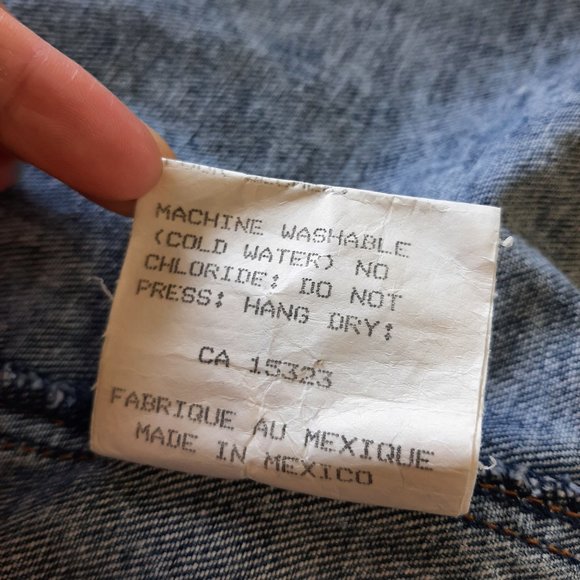 MACHINE WASHABLE
(COLD WATER) NO
CHLORIDE: DO NOT
PRESS: HANG DRY:
CA 15323
FABRIQUE AU MEXIQUE
MADE IN MEXICO